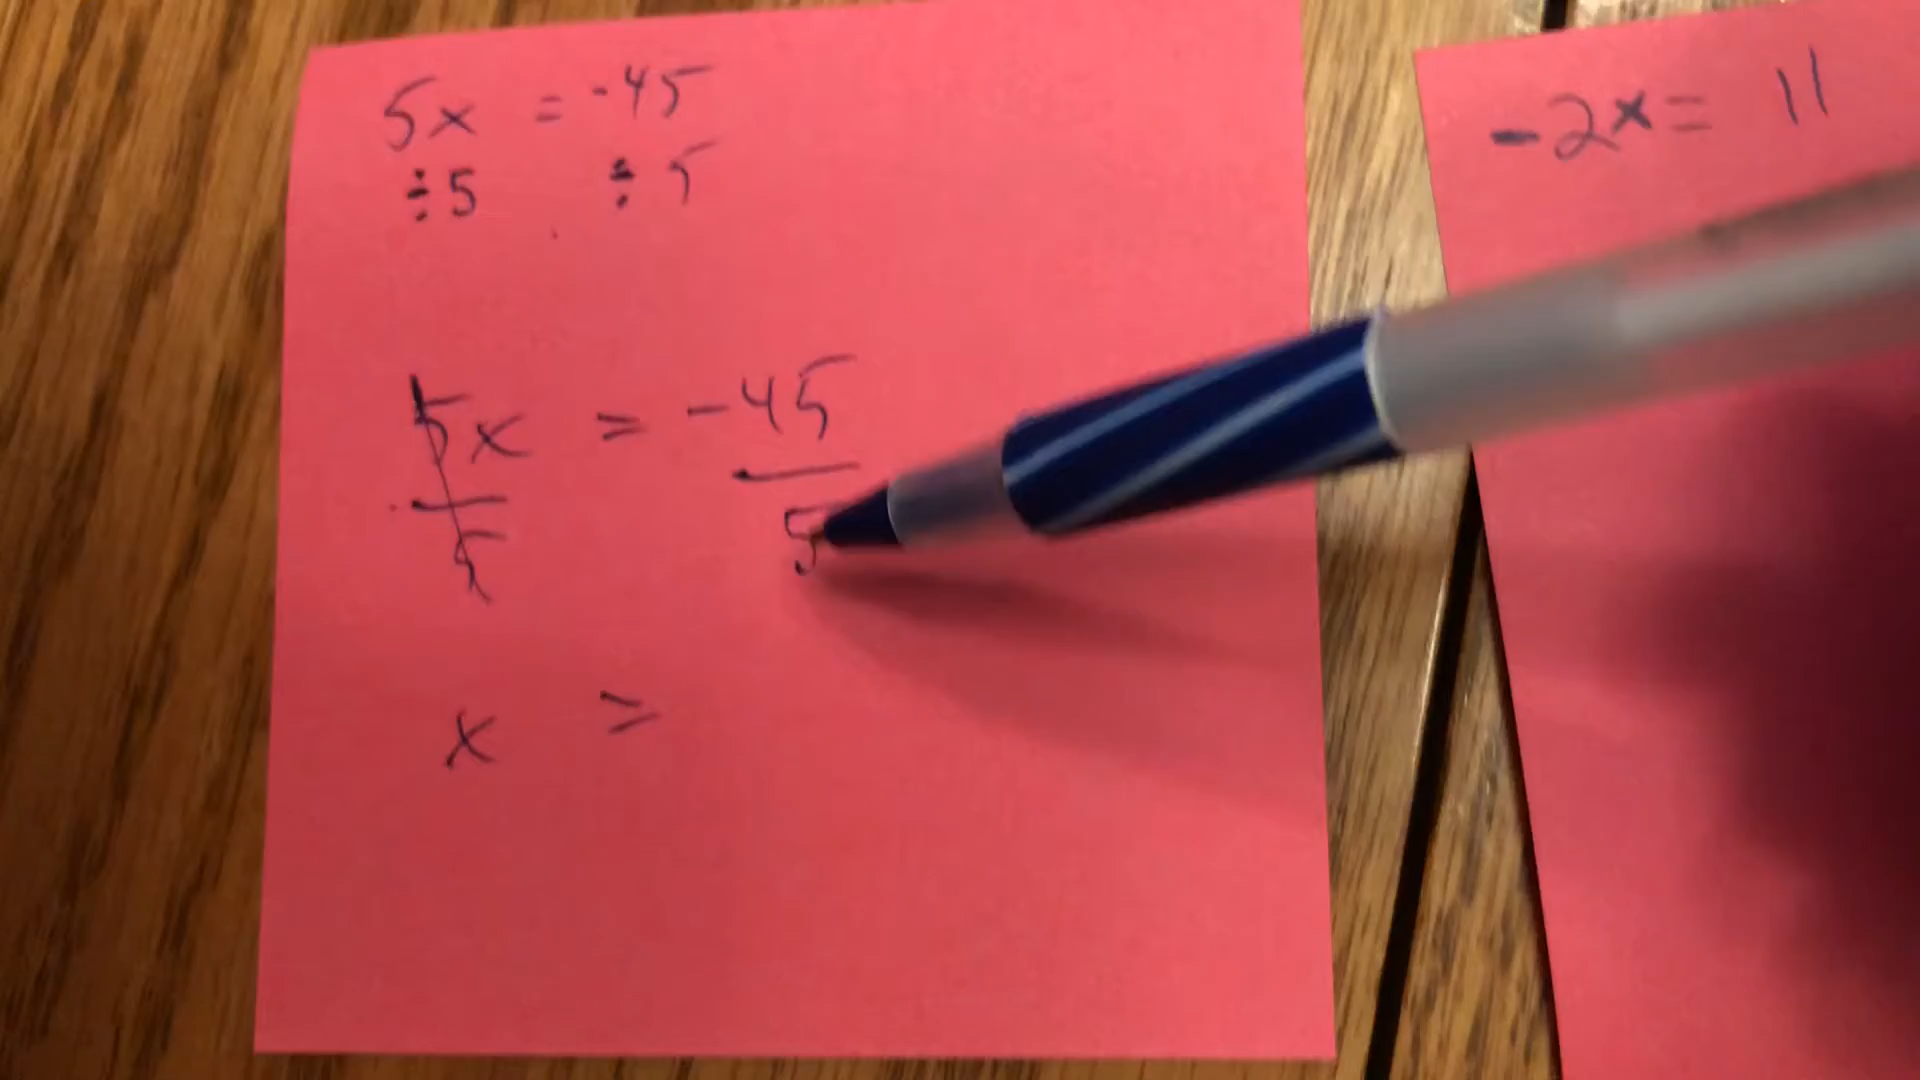 5x = -45
÷5 ÷5
5x = -45
5 5
x =
-2x = 11